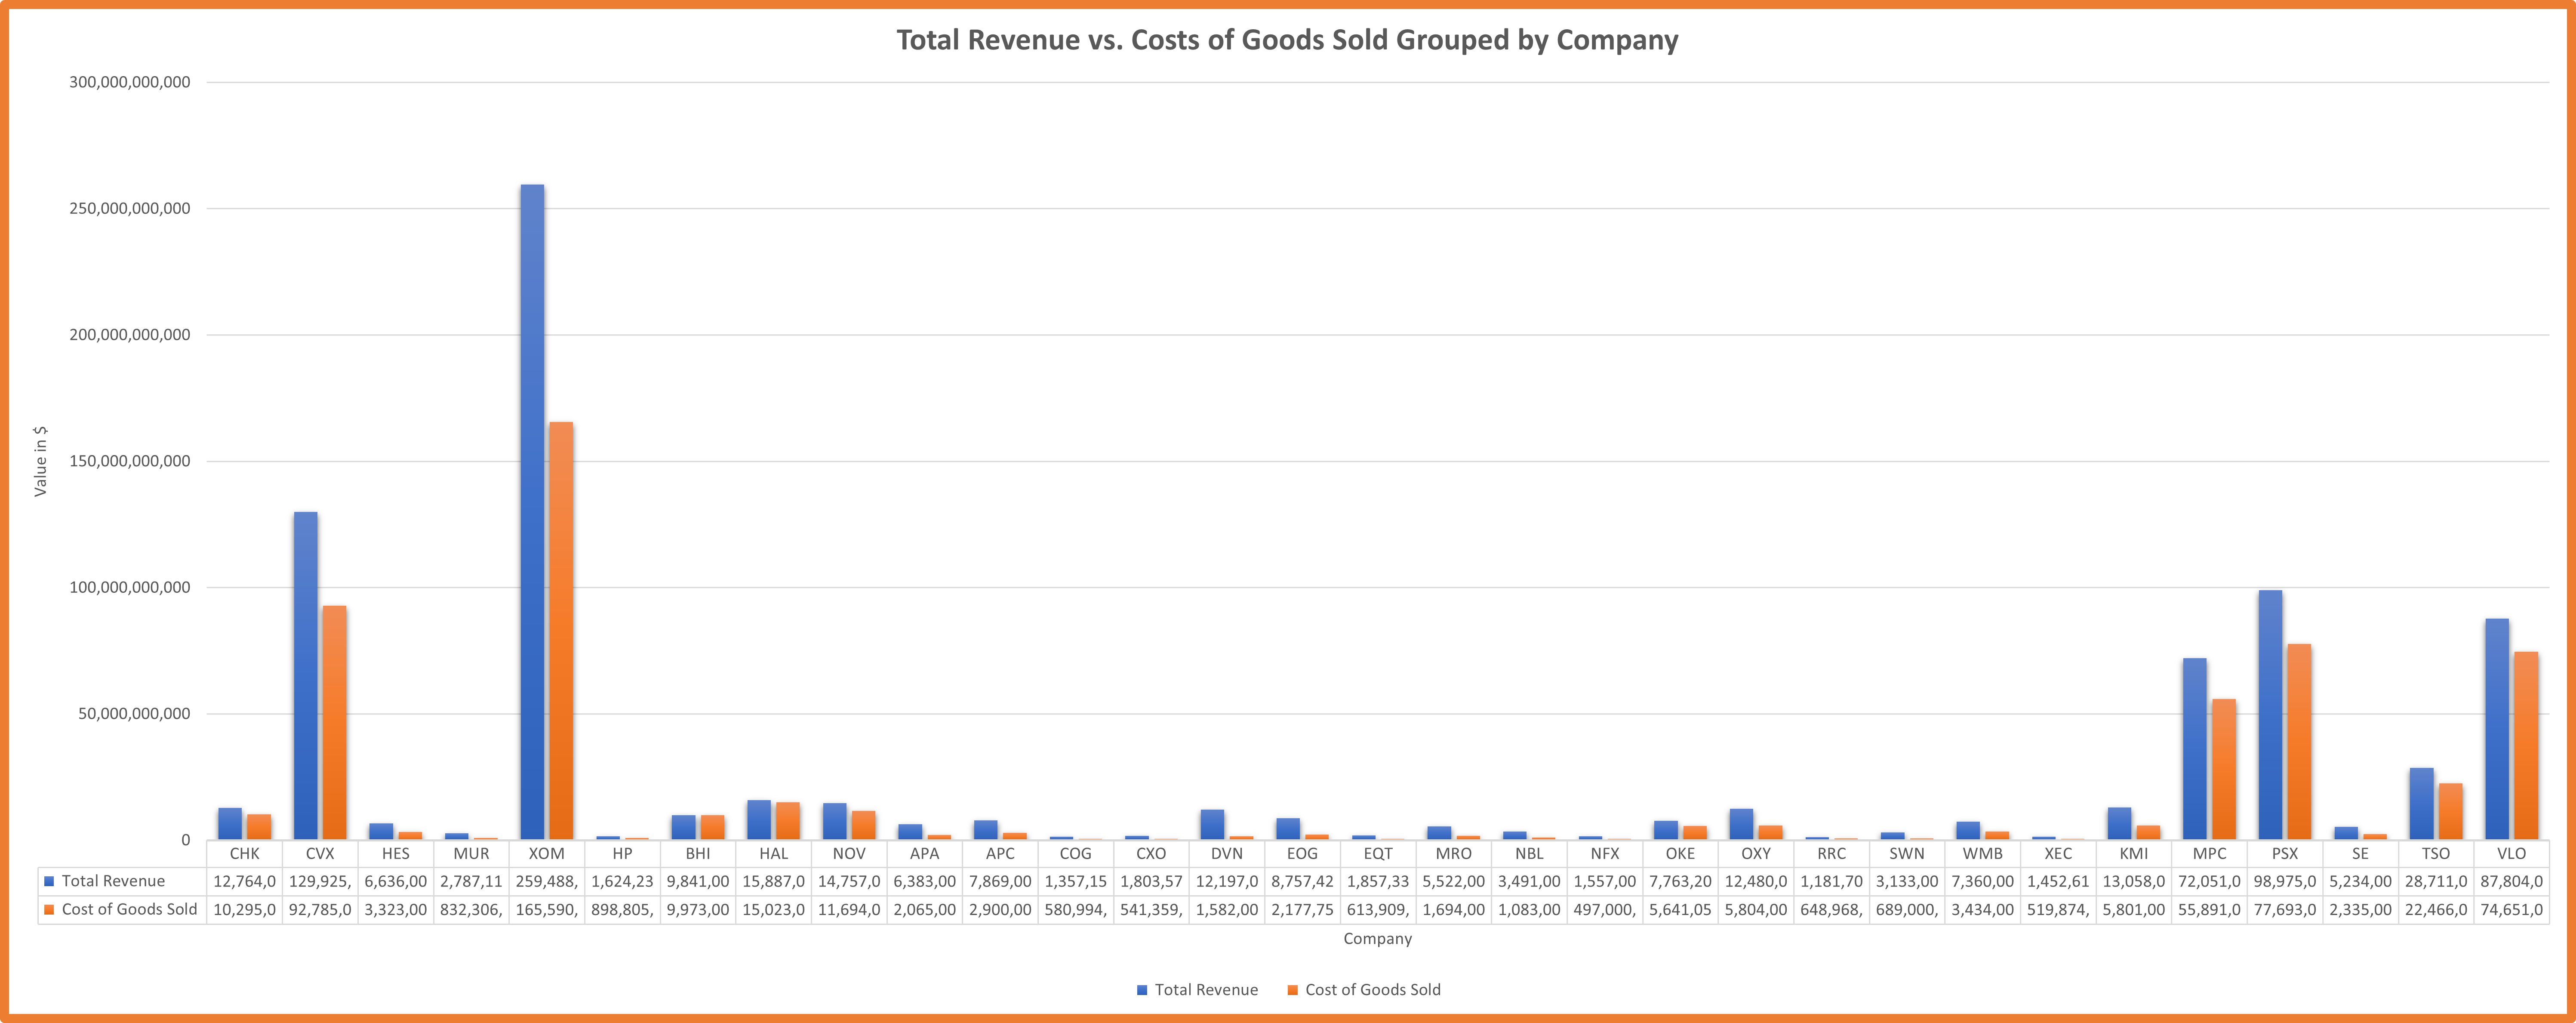 Total Revenue vs. Costs of Goods Sold Grouped by Company
300,000,000,000
250,000,000,000
200,000,000,000
150,000,000,000
100,000,000,000
50,000,000,000
0
Value in $
CHK CVX HES MUR XOM HP BHI HAL NOV APA APC COG CXO DVN EOG EQT MRO NBL NFX OKE OXY RRC SWN WMB XEC KMI MPC PSX SE TSO VLO
Total Revenue 12,764,0 129,925, 6,636,00 2,787,11 259,488, 1,624,23 9,841,00 15,887,0 14,757,0 6,383,00 7,869,00 1,357,15 1,803,57 12,197,0 8,757,42 1,857,33 5,522,00 3,491,00 1,557,00 7,763,20 12,480,0 1,181,70 3,133,00 7,360,00 1,452,61 13,058,0 72,051,0 98,975,0 5,234,00 28,711,0 87,804,0
Cost of Goods Sold 10,295,0 92,785,0 3,323,00 832,306, 165,590, 898,805, 9,973,00 15,023,0 11,694,0 2,065,00 2,900,00 580,994, 541,359, 1,582,00 2,177,75 613,909, 1,694,00 1,083,00 497,000, 5,641,05 5,804,00 648,968, 689,000, 3,434,00 519,874, 5,801,00 55,891,0 77,693,0 2,335,00 22,466,0 74,651,0
Company
Total Revenue Cost of Goods Sold